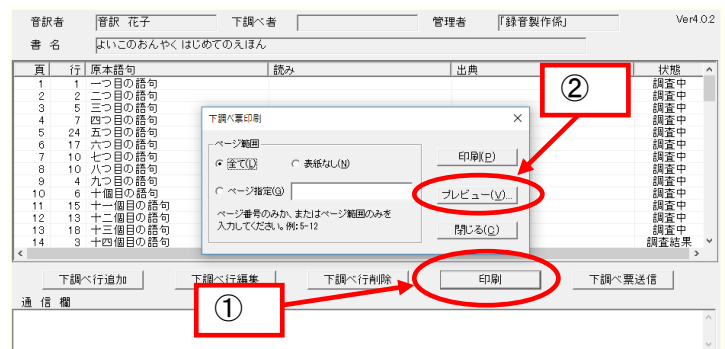 音訳者 音訳 花子 下調べ者 管理者 「録音製作係」 Ver4.0.2
書 名 よいこのおんやく はじめてのえほん
頁 行 原本語句 読み 出典 状態
1 1 一つ目の語句 調査中
2 2 二つ目の語句 調査中
3 5 三つ目の語句 調査中
4 7 四つ目の語句 調査中
5 24 五つ目の語句 調査中
6 17 六つ目の語句 調査中
7 10 七つ目の語句 調査中
8 10 八つ目の語句 調査中
9 4 九つ目の語句 調査中
10 6 十個目の語句 調査中
11 15 十一個目の語句 調査中
12 13 十二個目の語句 調査中
13 18 十三個目の語句 調査中
14 3 十四個目の語句 調査結果
②
下調べ票印刷
ページ範囲
全て(L) 表紙なし(N)
ページ指定(G)
ページ番号のみか、またはページ範囲のみを
入力してください。例:5-12
印刷(P)
プレビュー(V)...
閉じる(C)
下調べ行追加 下調べ行編集 下調べ行削除 印刷 下調べ票送信
①
通 信 欄